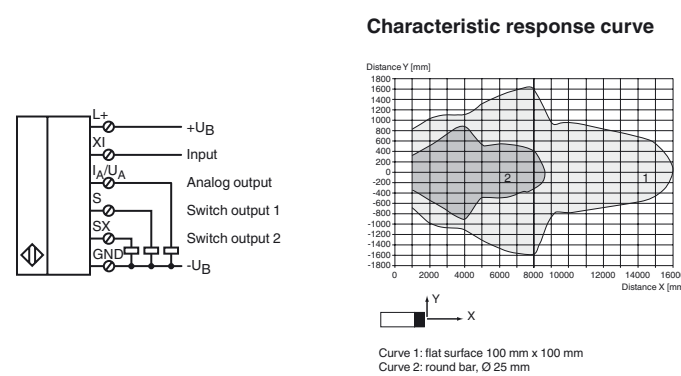 Characteristic response curve
L+
+UB
XI
Input
IA/UA
Analog output
S
Switch output 1
SX
Switch output 2
GND
-UB
Distance Y [mm]
1800
1600
1400
1200
1000
800
600
400
200
0
-200
-400
-600
-800
-1000
-1200
-1400
-1600
-1800
2
1
0 2000 4000 6000 8000 10000 12000 14000 1600
Distance X [mm
Y
X
Curve 1: flat surface 100 mm x 100 mm
Curve 2: round bar, Ø 25 mm